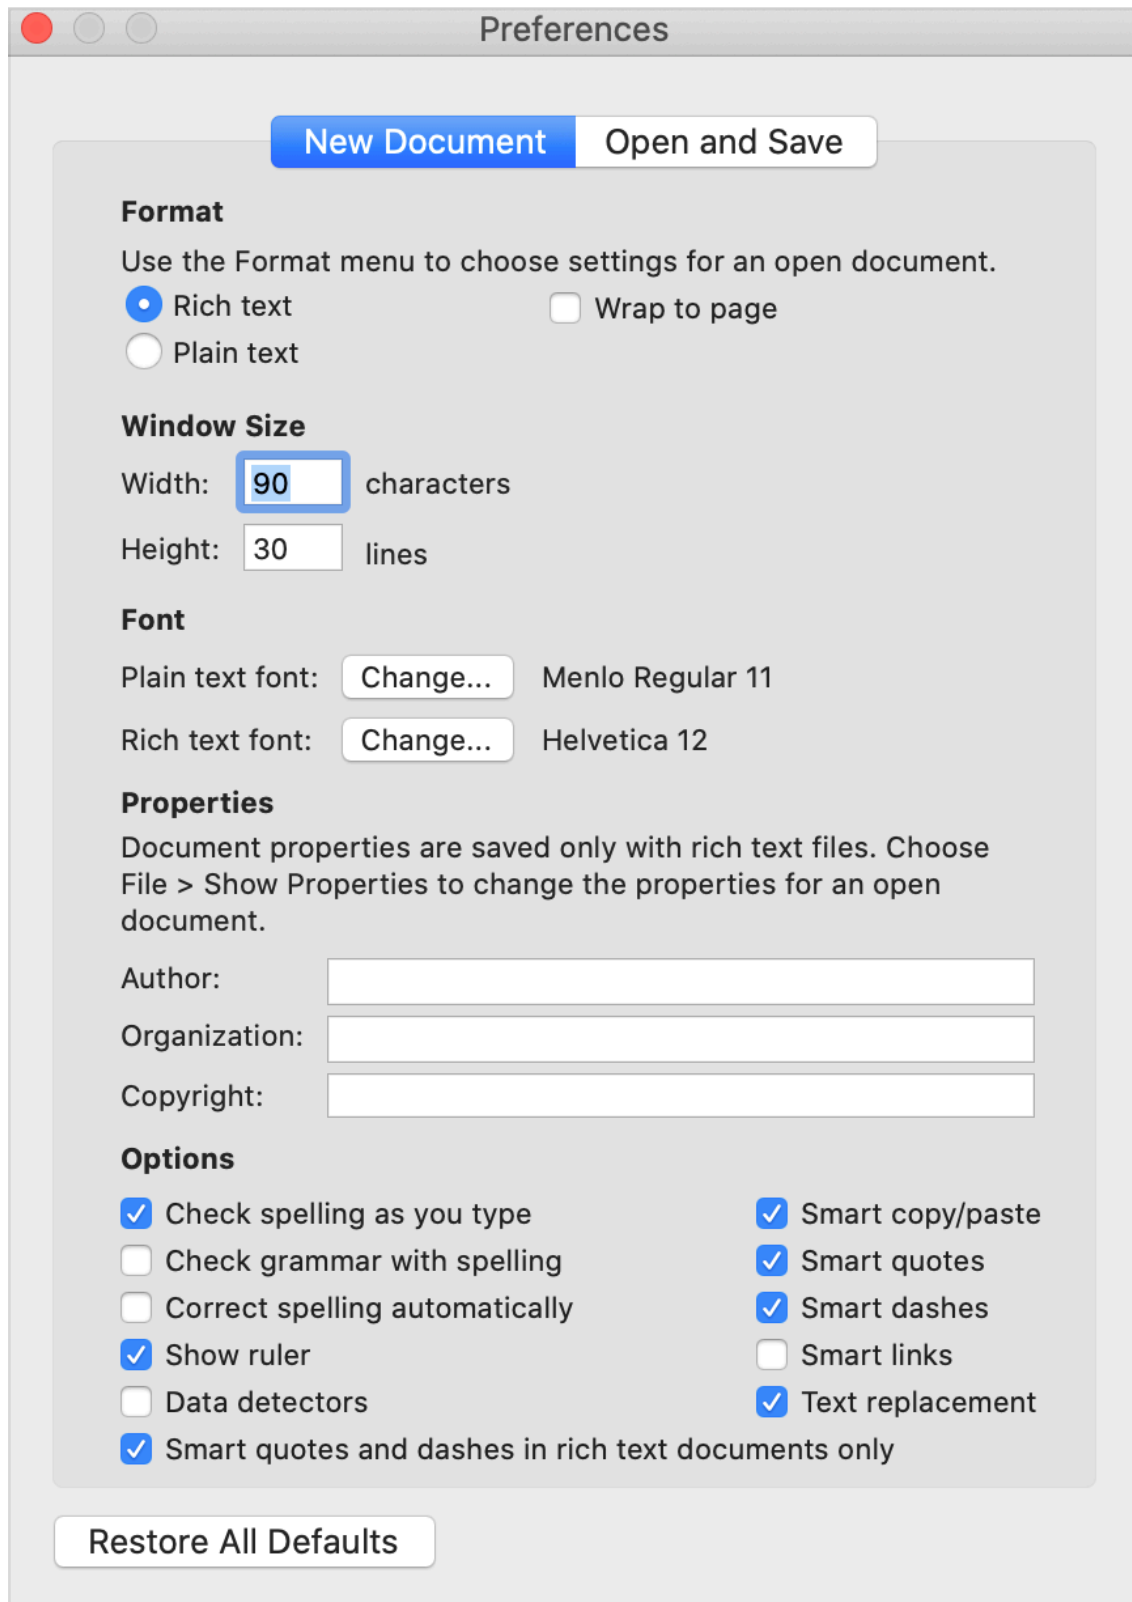 Preferences
New Document Open and Save
Format
Use the Format menu to choose settings for an open document.
Rich text Wrap to page
Plain text
Window Size
Width: 90 characters
Height: 30 lines
Font
Plain text font: Change... Menlo Regular 11
Rich text font: Change... Helvetica 12
Properties
Document properties are saved only with rich text files. Choose
File > Show Properties to change the properties for an open
document.
Author:
Organization:
Copyright:
Options
Check spelling as you type Smart copy/paste
Check grammar with spelling Smart quotes
Correct spelling automatically Smart dashes
Show ruler Smart links
Data detectors Text replacement
Smart quotes and dashes in rich text documents only
Restore All Defaults